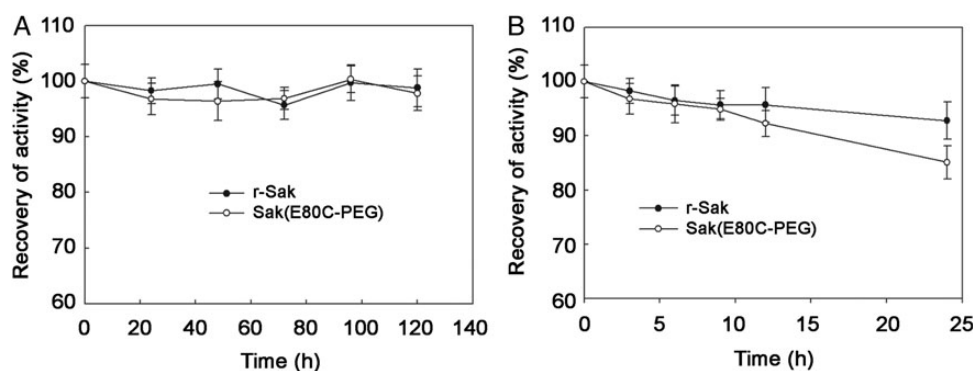 A
Recovery of activity (%)
110
100
90
80
70
60
r-Sak
Sak(E80C-PEG)
0 20 40 60 80 100 120 140
Time (h)
B
Recovery of activity (%)
110
100
90
80
70
60
r-Sak
Sak(E80C-PEG)
0 5 10 15 20 25
Time (h)